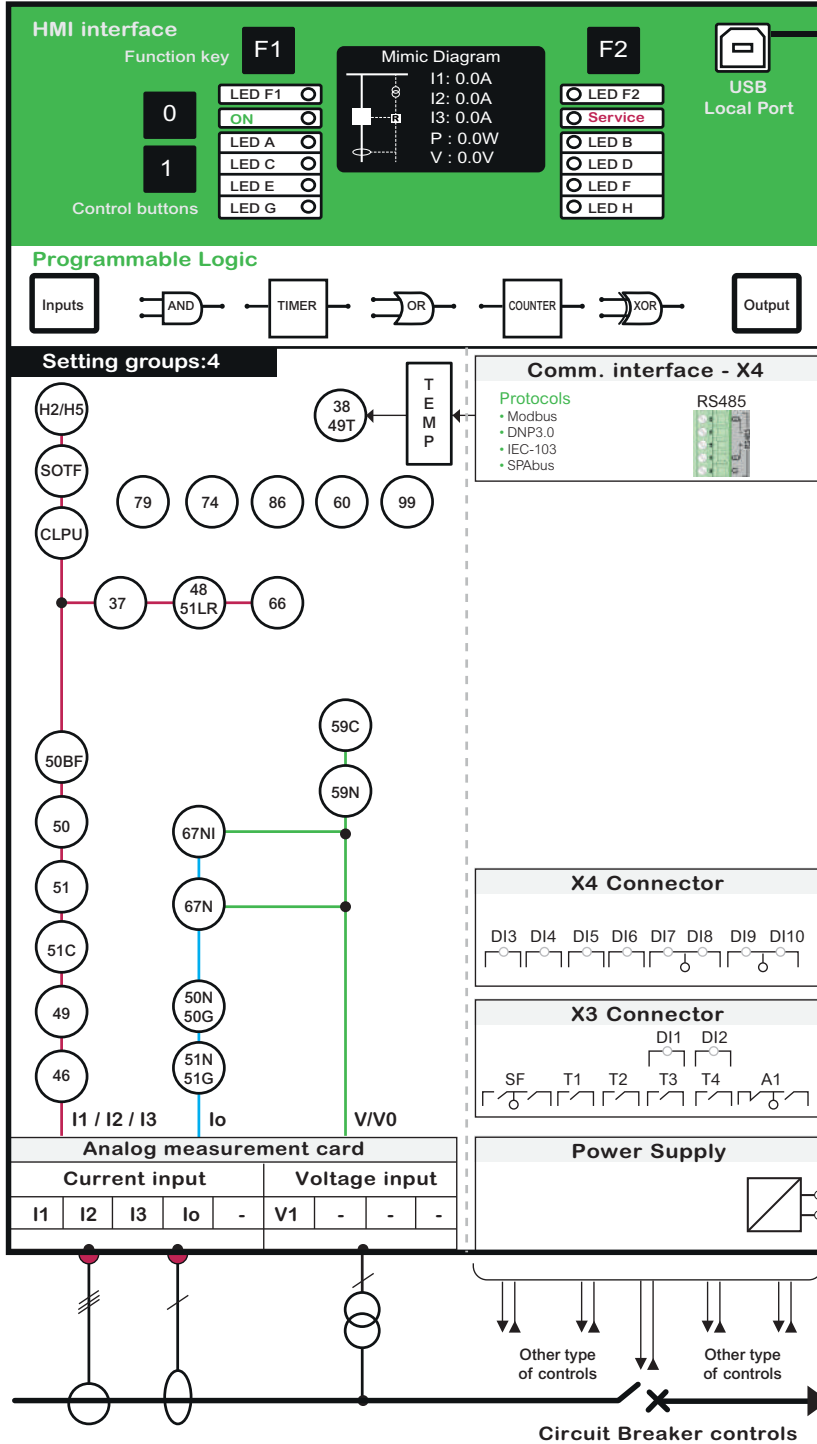 HMI interface
Function key
F1
0
1
Control buttons
LED F1
ON
LED A
LED C
LED E
LED G
Mimic Diagram
I1: 0.0A
I2: 0.0A
I3: 0.0A
P : 0.0W
V : 0.0V
R
F2
LED F2
Service
LED B
LED D
LED F
LED H
USB
Local Port
Programmable Logic
Inputs
AND
TIMER
OR
COUNTER
XOR
Output
Setting groups:4
H2/H5
SOTF
CLPU
38
49T
T
E
M
P
79
74
86
60
99
37
48
51LR
66
50BF
50
51
51C
49
46
59C
59N
67NI
67N
50N
50G
51N
51G
I1 / I2 / I3
Io
V/V0
Analog measurement card
Current input
Voltage input
I1 I2 I3 Io - V1 - - -
Comm. interface - X4
Protocols
• Modbus
• DNP3.0
• IEC-103
• SPAbus
RS485
X4 Connector
DI3 DI4 DI5 DI6 DI7 DI8 DI9 DI10
X3 Connector
DI1 DI2
SF T1 T2 T3 T4 A1
Power Supply
Other type
of controls
Other type
of controls
Circuit Breaker controls